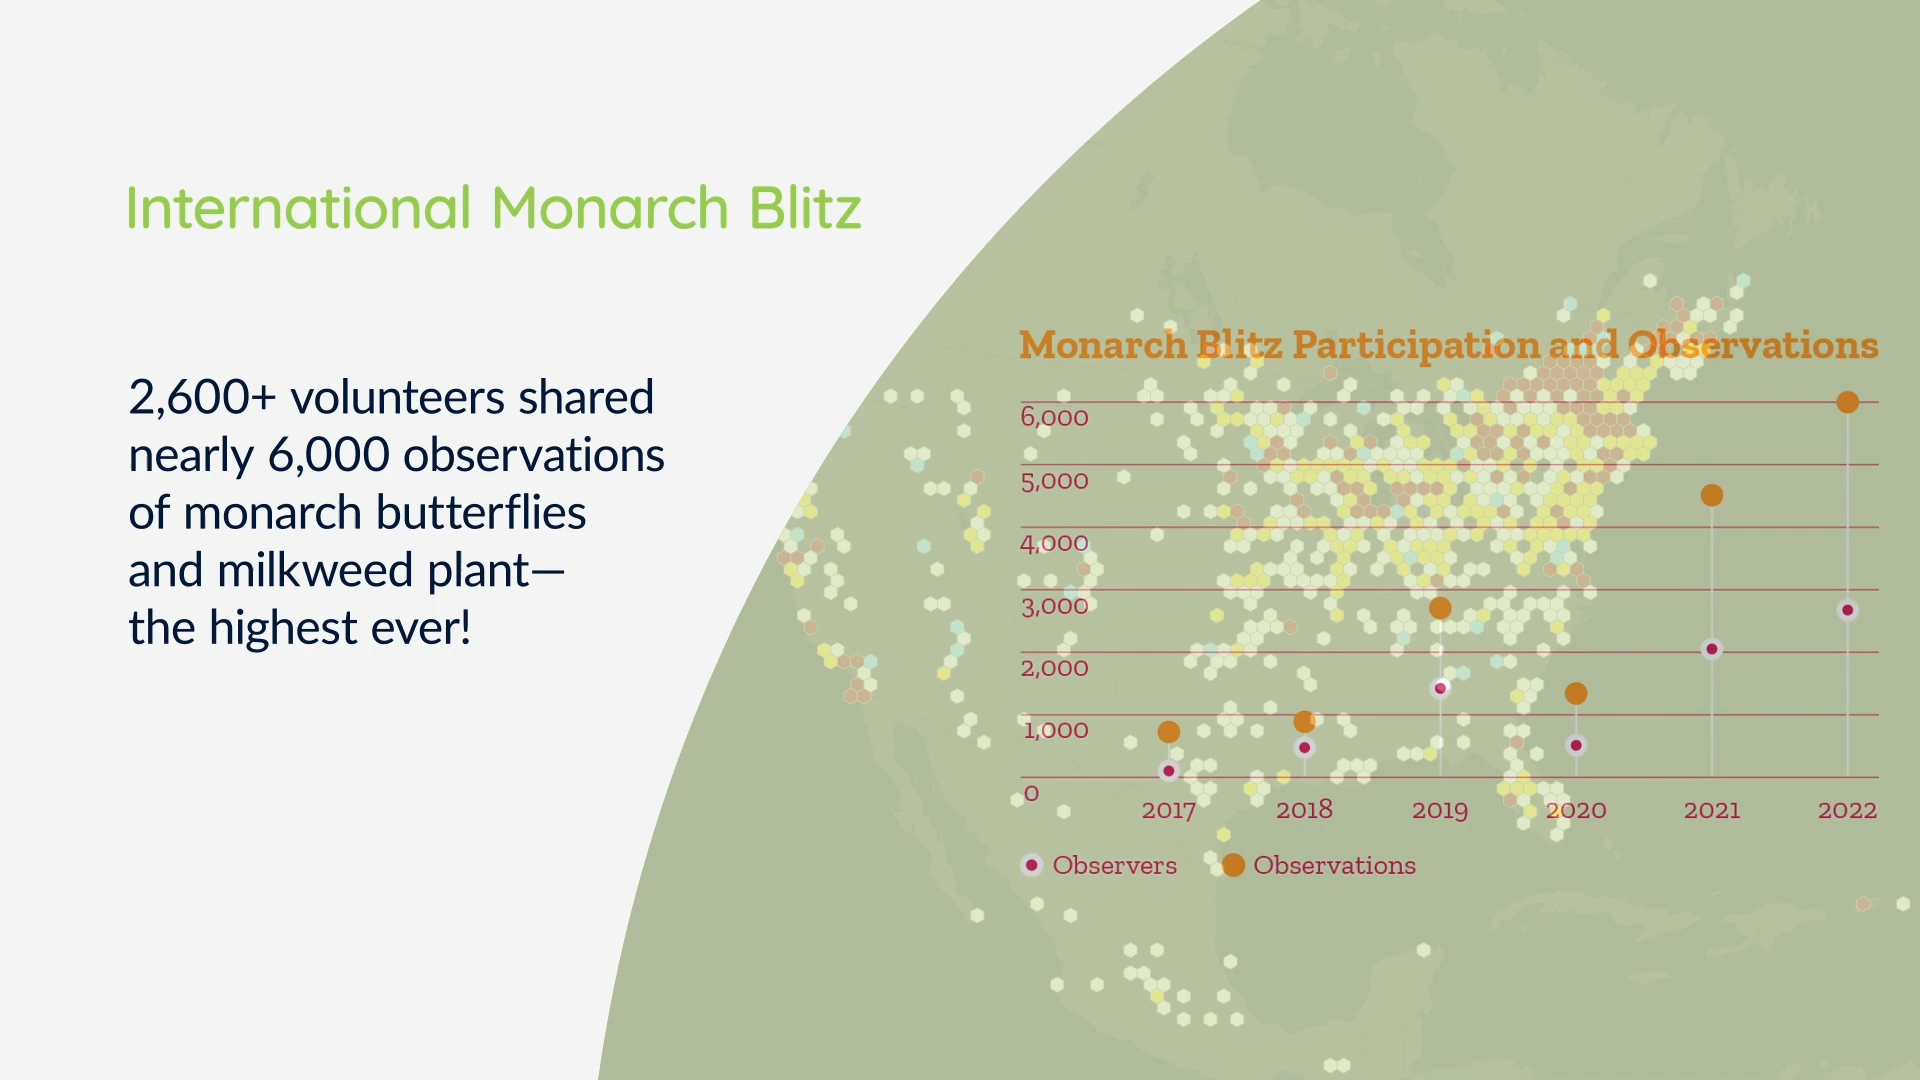 International Monarch Blitz
2,600+ volunteers shared
nearly 6,000 observations
of monarch butterflies
and milkweed plant—
the highest ever!
Monarch Blitz Participation and Observations
6,000
5,000
4,000
3,000
2,000
1,000
0
2017 2018 2019 2020 2021 2022
Observers Observations